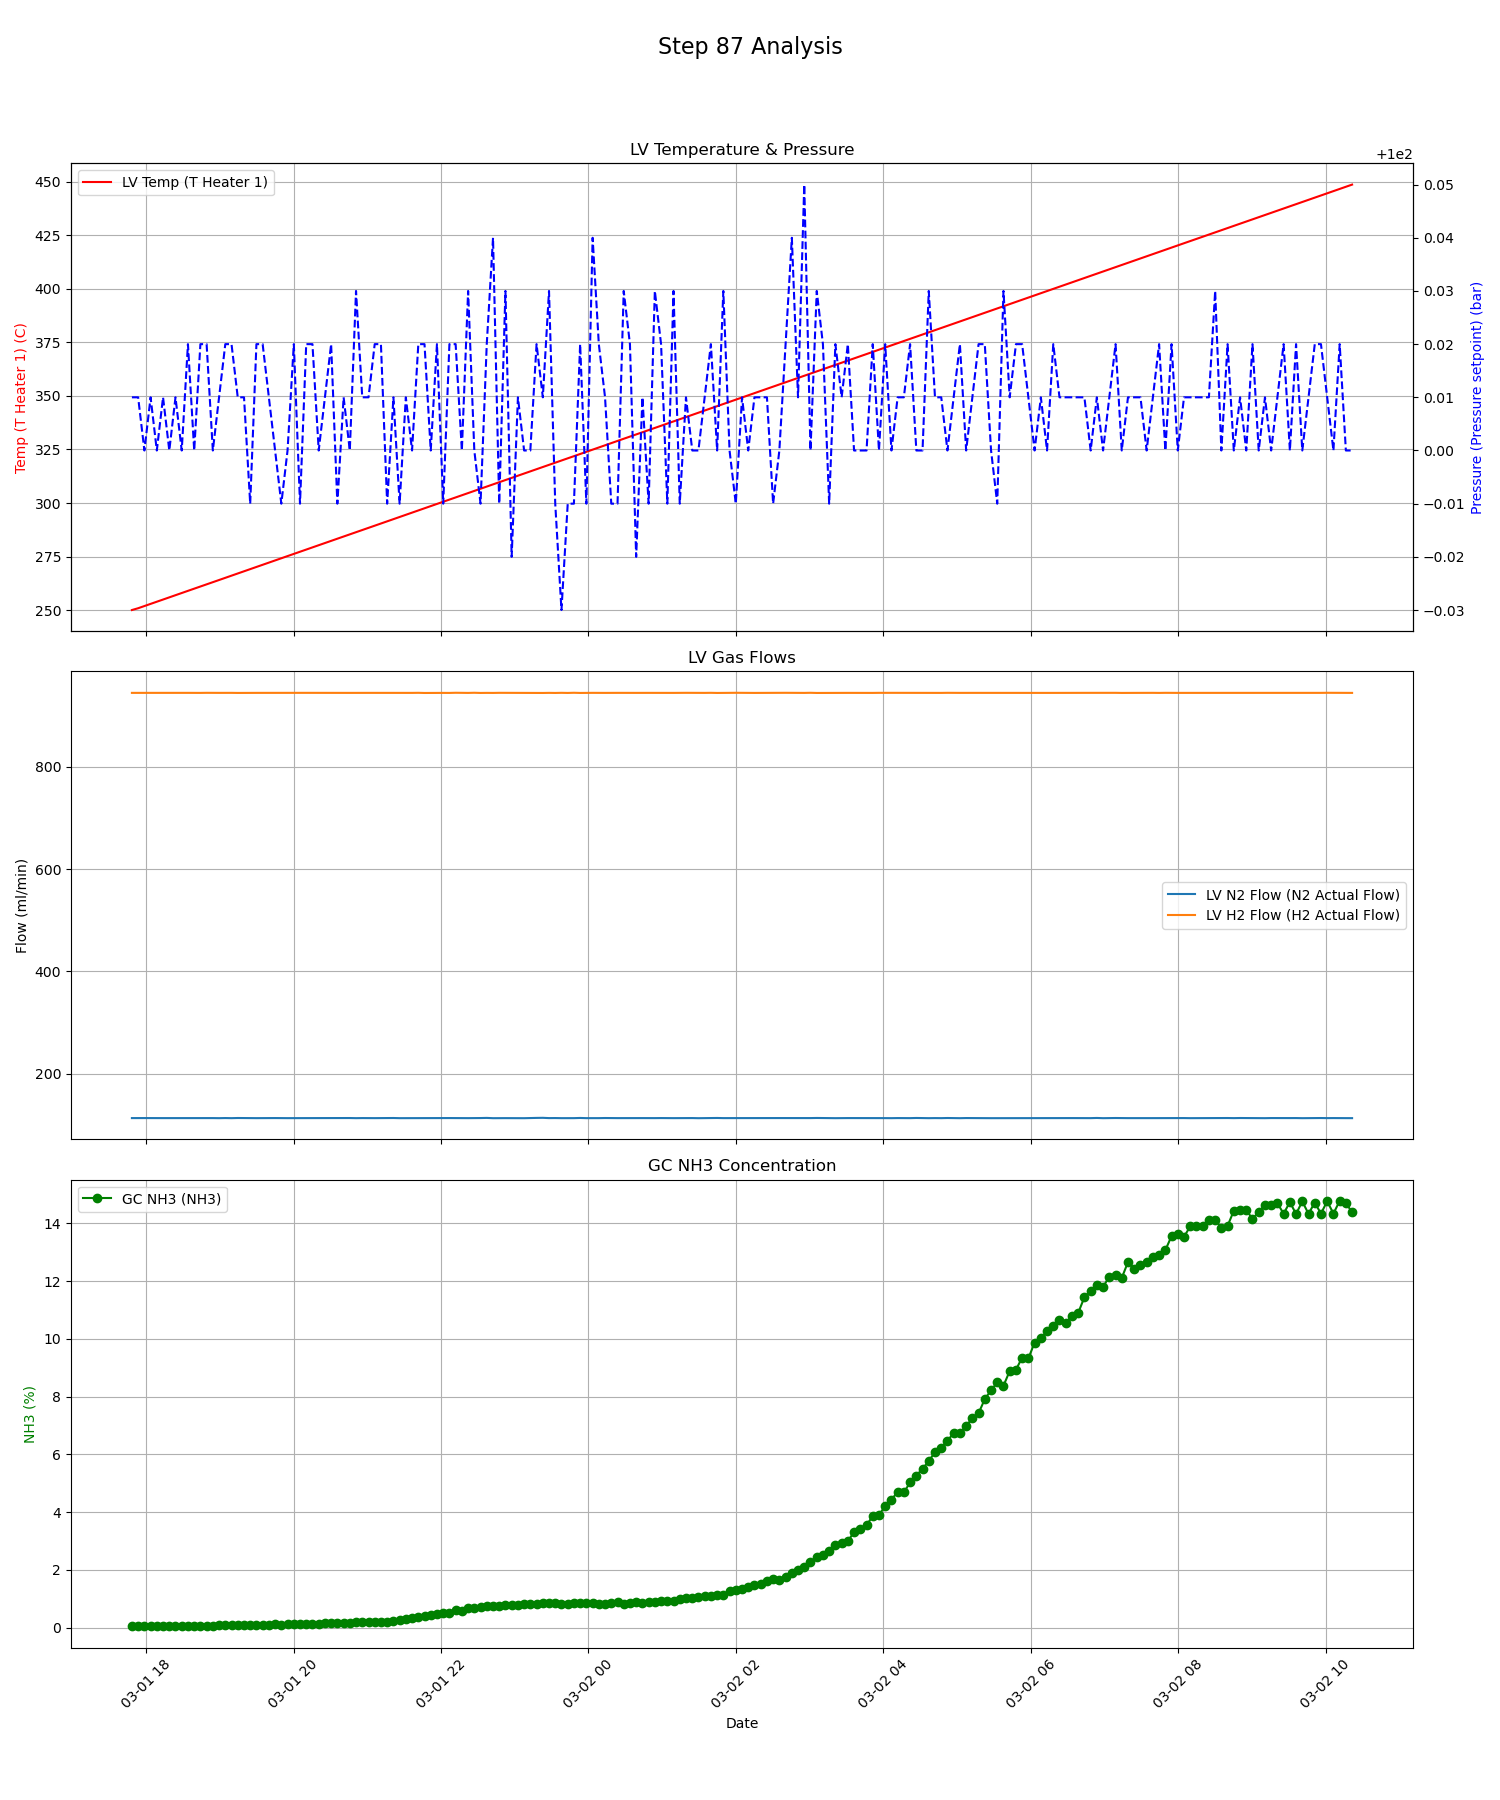 Step 87 Analysis
LV Temperature & Pressure
+1e2
LV Temp (T Heater 1)
Temp (T Heater 1) (C)
450
425
400
375
350
325
300
275
250
0.05
0.04
0.03
0.02
0.01
0.00
−0.01
−0.02
−0.03
Pressure (Pressure setpoint) (bar)
LV Gas Flows
Flow (ml/min)
800
600
400
200
LV N2 Flow (N2 Actual Flow)
LV H2 Flow (H2 Actual Flow)
GC NH3 Concentration
GC NH3 (NH3)
NH3 (%)
14
12
10
8
6
4
2
0
03-01 18
03-01 20
03-01 22
03-02 00
03-02 02
03-02 04
03-02 06
03-02 08
03-02 10
Date